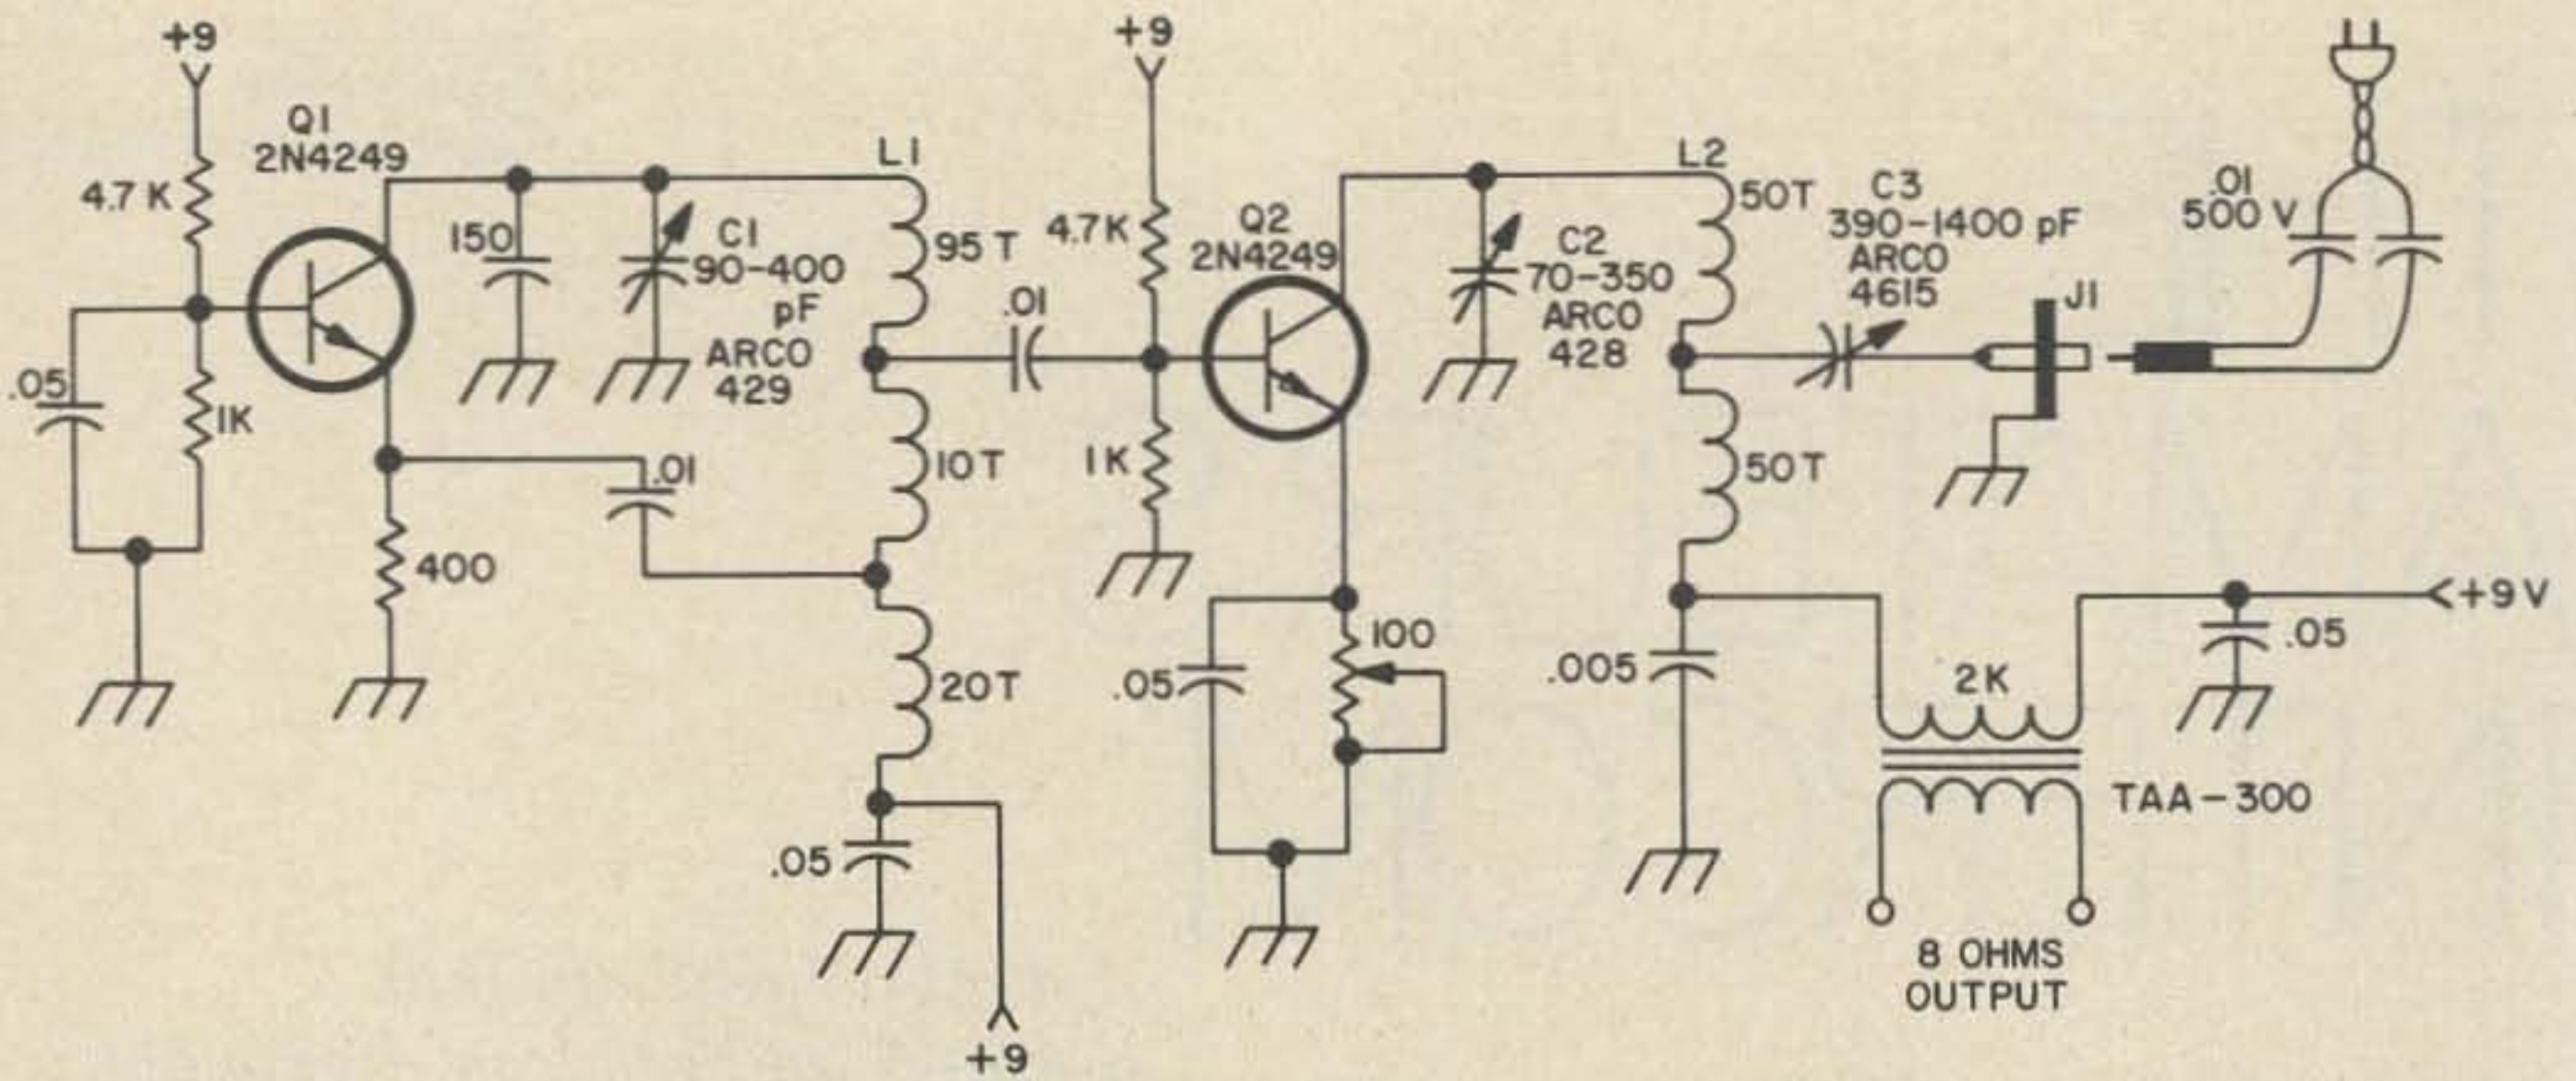 +9
Q1
2N4249
4.7 K
150
C1
90-400
pF
ARCO
429
L1
95 T
.05
1K
400
.01
10T
20T
.05
+9
+9
4.7K
.01
Q2
2N4249
1K
.05
100
C2
70-350
ARCO
428
L2
50T
50T
C3
390-1400 pF
ARCO
4615
J1
.01
500 V
.005
2K
TAA-300
.05
+9 V
8 OHMS
OUTPUT